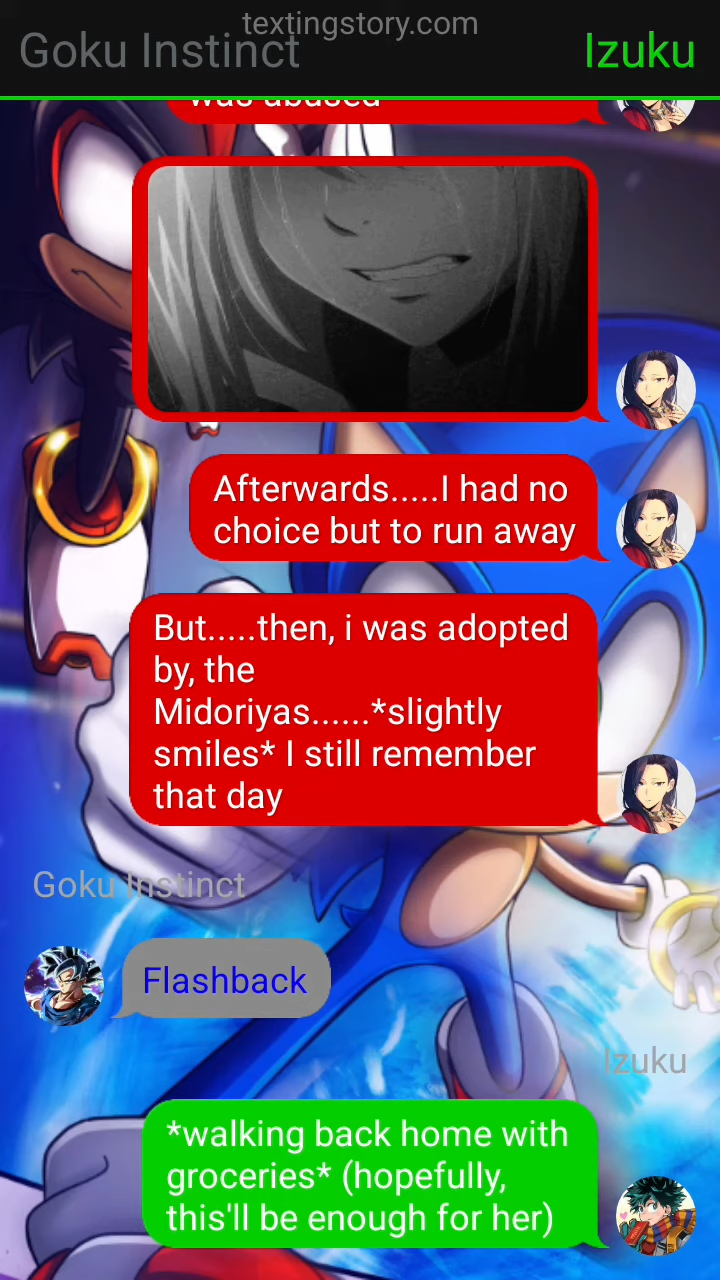 textingstory.com
Goku Instinct
Izuku
was abused
Afterwards.....I had no
choice but to run away
But.....then, i was adopted
by, the
Midoriyas......*slightly
smiles* I still remember
that day
Goku Instinct
Flashback
Izuku
*walking back home with
groceries* (hopefully,
this'll be enough for her)